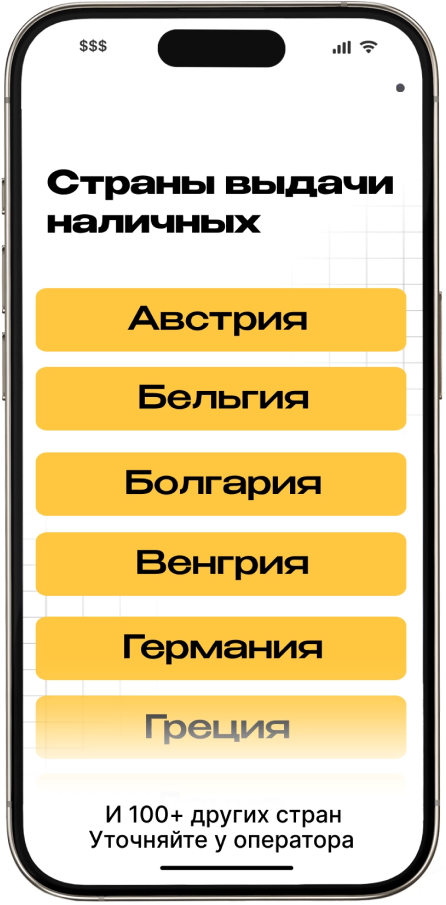 $$$
Страны выдачи
наличных
Австрия
Бельгия
Болгария
Венгрия
Германия
Греция
И 100+ других стран
Уточняйте у оператора